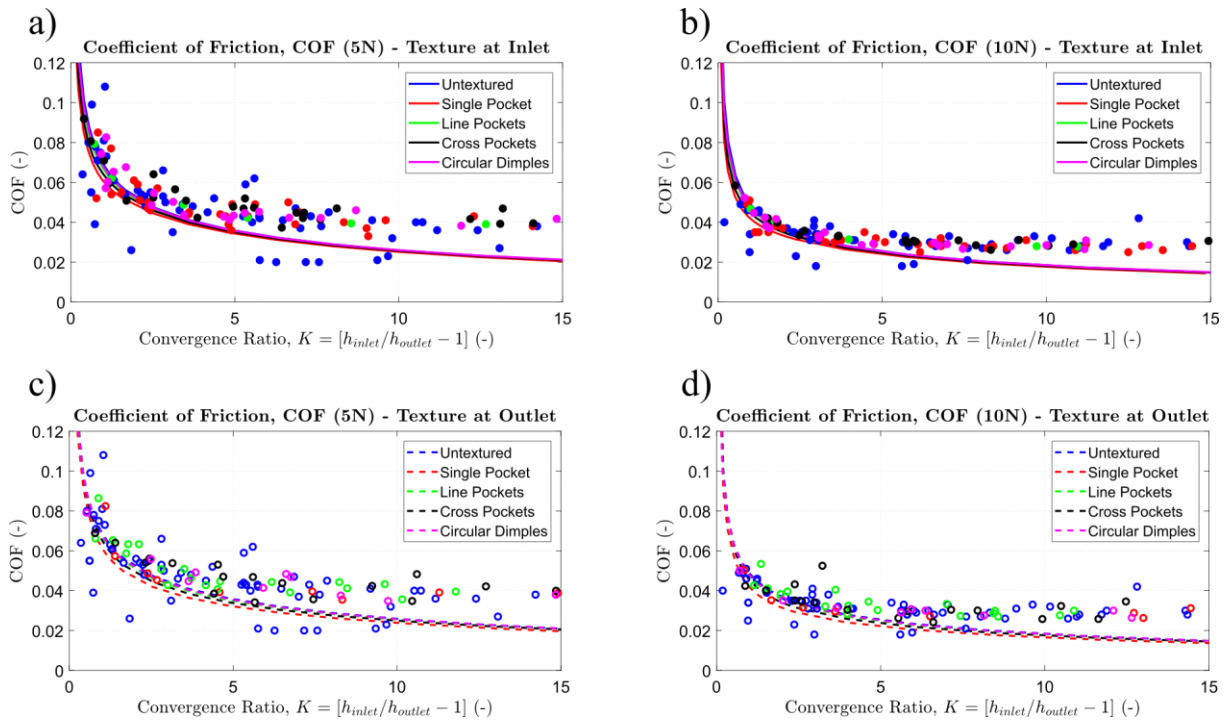 a)
Coefficient of Friction, COF (5N) - Texture at Inlet
0.12
0.1
0.08
0.06
0.04
0.02
0
COF (-)
Untextured
Single Pocket
Line Pockets
Cross Pockets
Circular Dimples
0 5 10 15
Convergence Ratio, K = [h_inlet/h_outlet − 1] (-)
b)
Coefficient of Friction, COF (10N) - Texture at Inlet
0.12
0.1
0.08
0.06
0.04
0.02
0
COF (-)
Untextured
Single Pocket
Line Pockets
Cross Pockets
Circular Dimples
0 5 10 15
Convergence Ratio, K = [h_inlet/h_outlet − 1] (-)
c)
Coefficient of Friction, COF (5N) - Texture at Outlet
0.12
0.1
0.08
0.06
0.04
0.02
0
COF (-)
Untextured
Single Pocket
Line Pockets
Cross Pockets
Circular Dimples
0 5 10 15
Convergence Ratio, K = [h_inlet/h_outlet − 1] (-)
d)
Coefficient of Friction, COF (10N) - Texture at Outlet
0.12
0.1
0.08
0.06
0.04
0.02
0
COF (-)
Untextured
Single Pocket
Line Pockets
Cross Pockets
Circular Dimples
0 5 10 15
Convergence Ratio, K = [h_inlet/h_outlet − 1] (-)